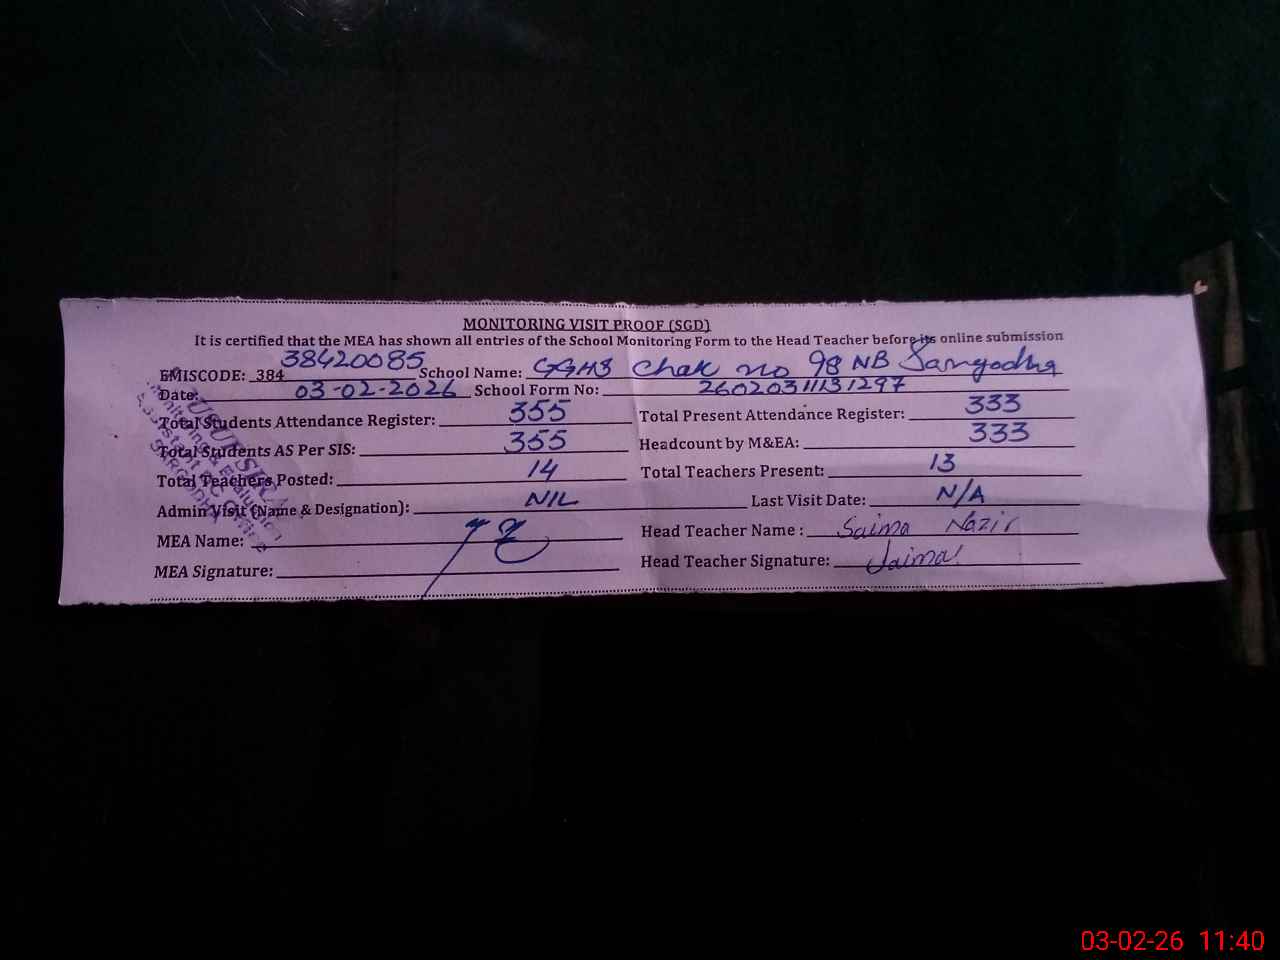 MONITORING VISIT PROOF (SGD)
It is certified that the MEA has shown all entries of the School Monitoring Form to the Head Teacher before its online submission
EMISCODE: 384 38420085 School Name: GGHS Chak no 98 NB Sargodha
Date: 03-02-2026 School Form No: 26020311131297
Total Students Attendance Register: 355 Total Present Attendance Register: 333
Total Students AS Per SIS: 355 Headcount by M&EA: 333
Total Teachers Posted: 14 Total Teachers Present: 13
Admin Visit (Name & Designation): NIL Last Visit Date: N/A
MEA Name: Head Teacher Name : Saima Nazir
MEA Signature: Head Teacher Signature: Saima
Monitoring & Evaluation
Assistant
SARGODHA
03-02-26 11:40